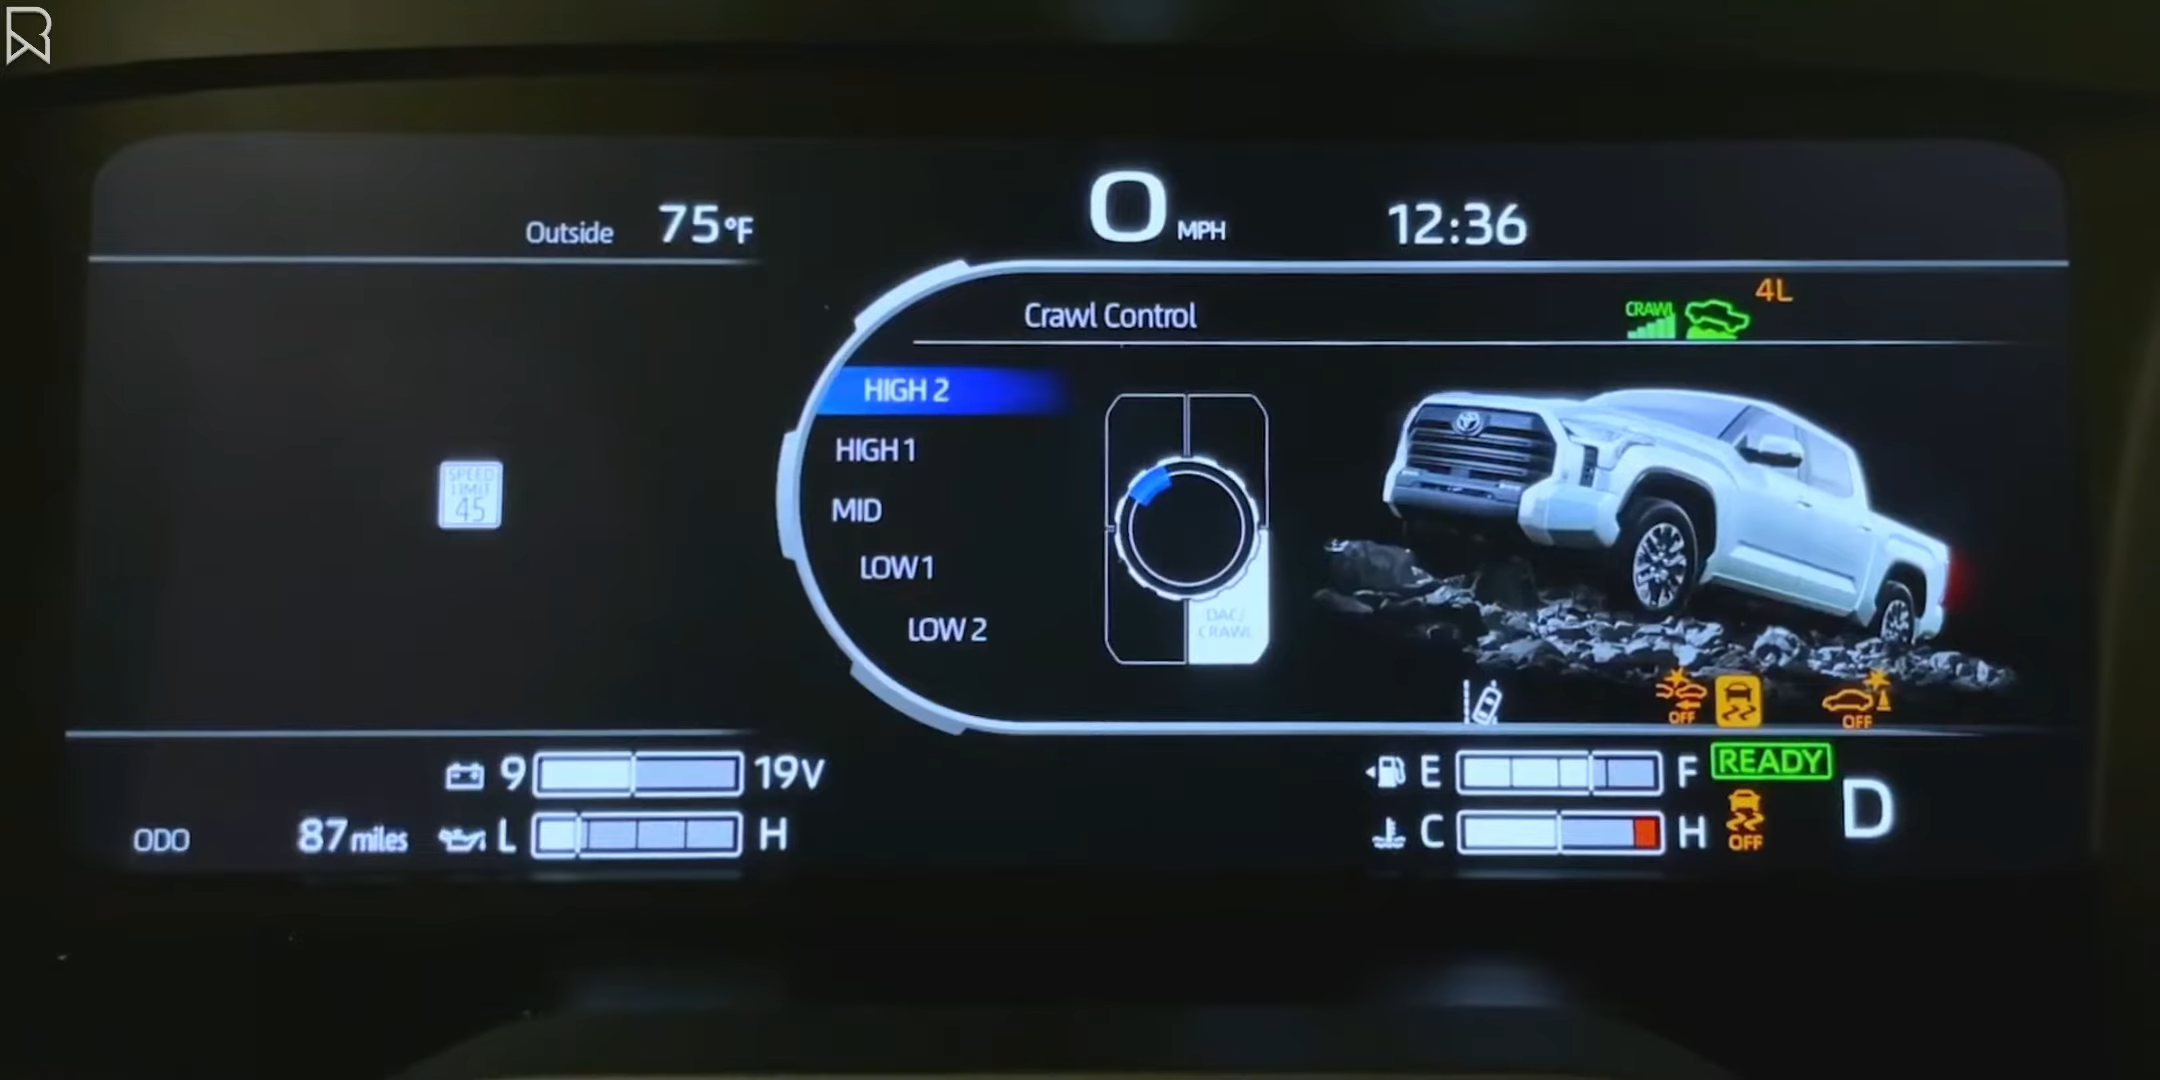 Outside 75°F
0 MPH
12:36
Crawl Control
CRAWL
4L
HIGH 2
HIGH 1
MID
LOW 1
LOW 2
SPEED
LIMIT
45
DAC/
CRAWL
OFF
OFF
9 19V
E F
READY
D
ODO 87 miles
L H
C H
OFF